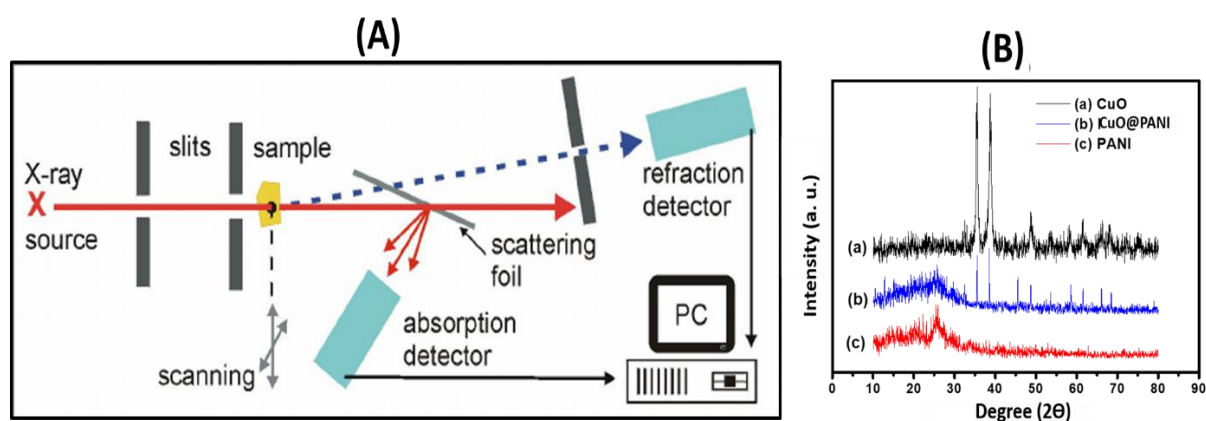 (A)
X-ray
X
source
slits
sample
scanning
scattering
foil
absorption
detector
refraction
detector
PC
(B)
(a) CuO
(b) CuO@PANI
(c) PANI
(a)
(b)
(c)
Intensity (a. u.)
0 10 20 30 40 50 60 70 80 90
Degree (2Θ)